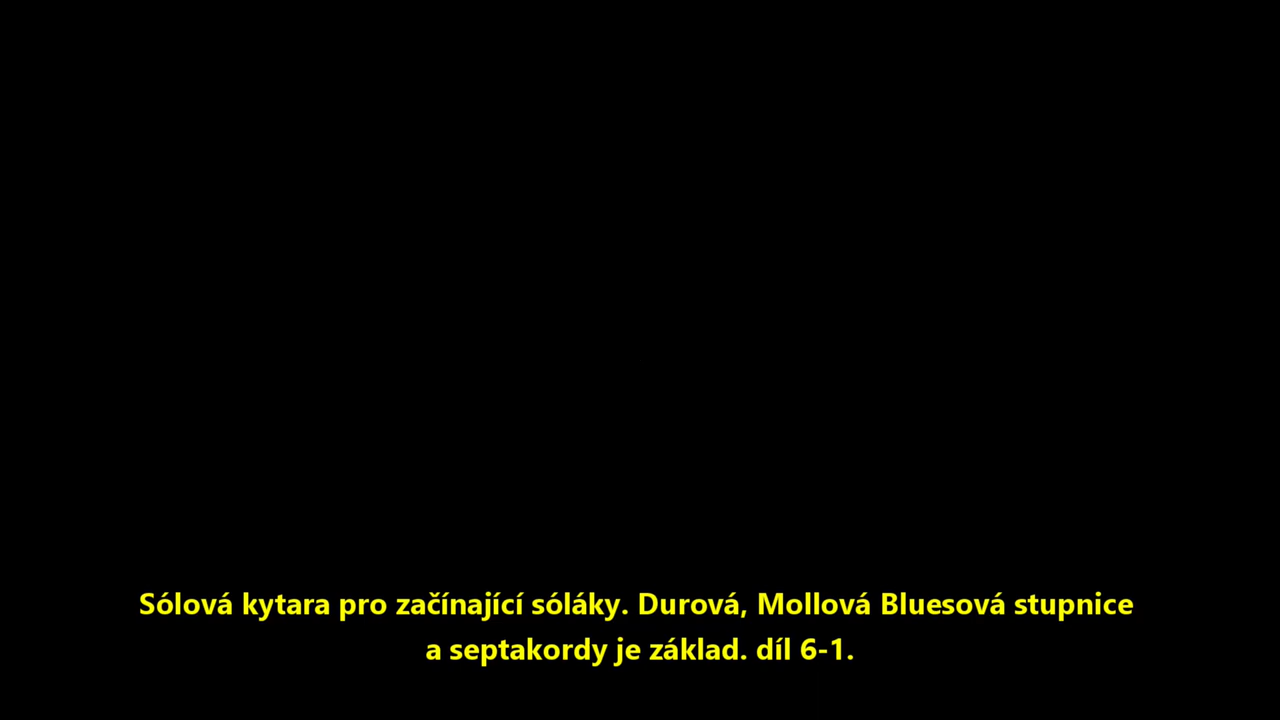 Sólová kytara pro začínající sóláky. Durová, Mollová Bluesová stupnice
a septakordy je základ. díl 6-1.